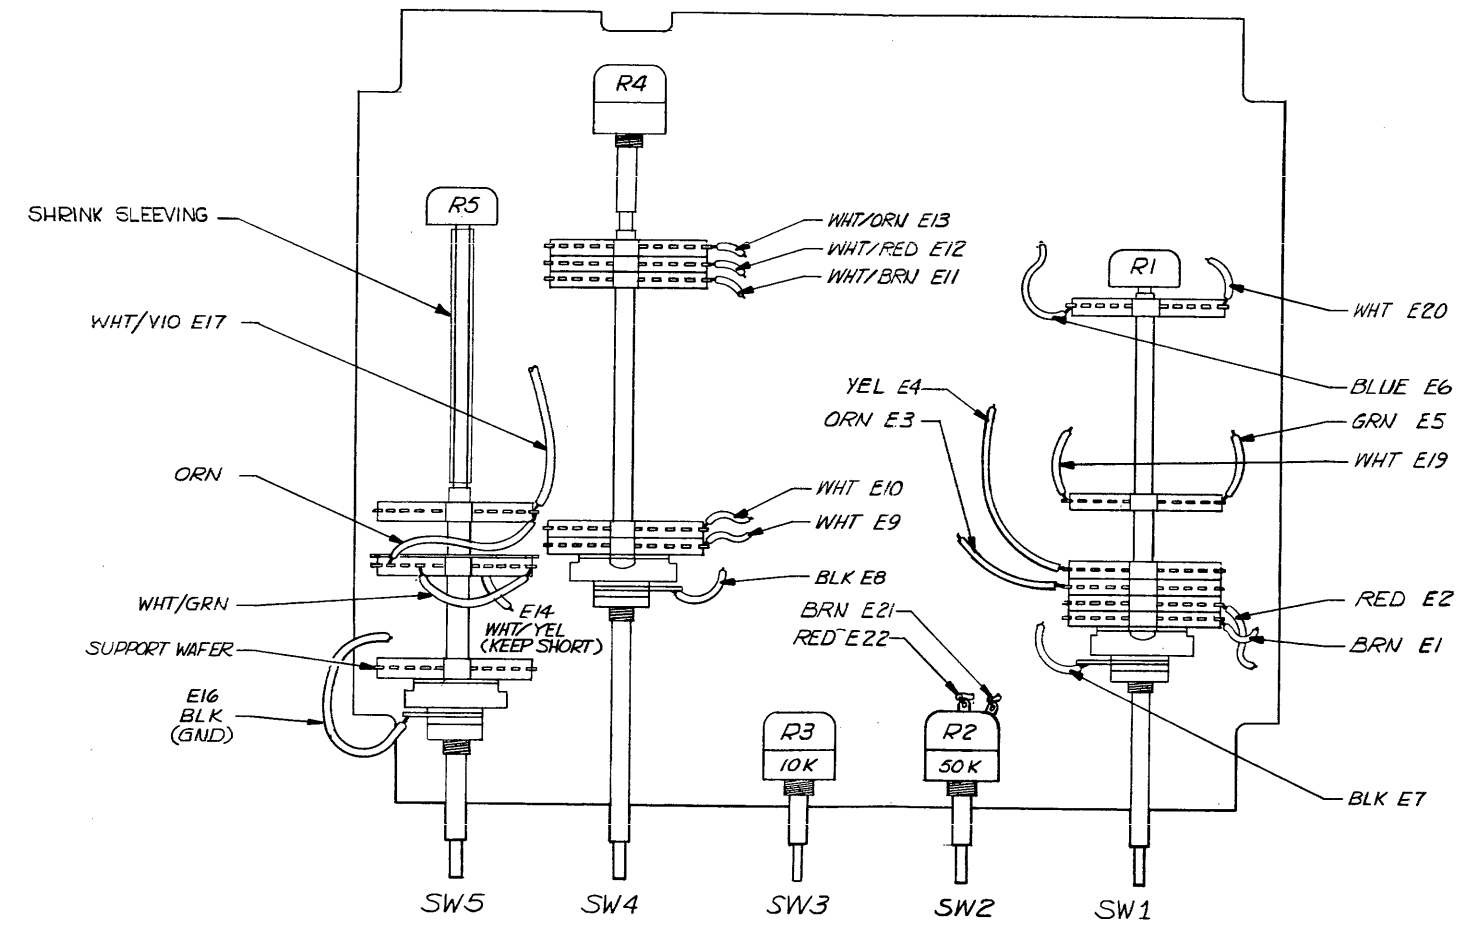 R4
SHRINK SLEEVING
R5
WHT/ORN E13
WHT/RED E12
WHT/BRN E11
R1
WHT E20
WHT/VIO E17
BLUE E6
YEL E4
ORN E3
GRN E5
WHT E19
ORN
WHT E10
WHT E9
BLK E8
WHT/GRN
E14
WHT/YEL
(KEEP SHORT)
BRN E21
RED E22
RED E2
BRN E1
SUPPORT WAFER
E16
BLK
(GND)
R3
10K
R2
50K
BLK E7
SW5
SW4
SW3
SW2
SW1